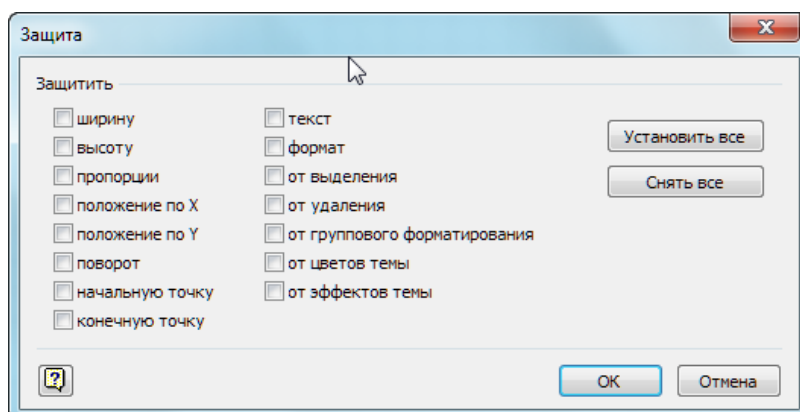 Защита
Защитить
ширину
высоту
пропорции
положение по X
положение по Y
поворот
начальную точку
конечную точку
текст
формат
от выделения
от удаления
от группового форматирования
от цветов темы
от эффектов темы
Установить все
Снять все
?
OK
Отмена